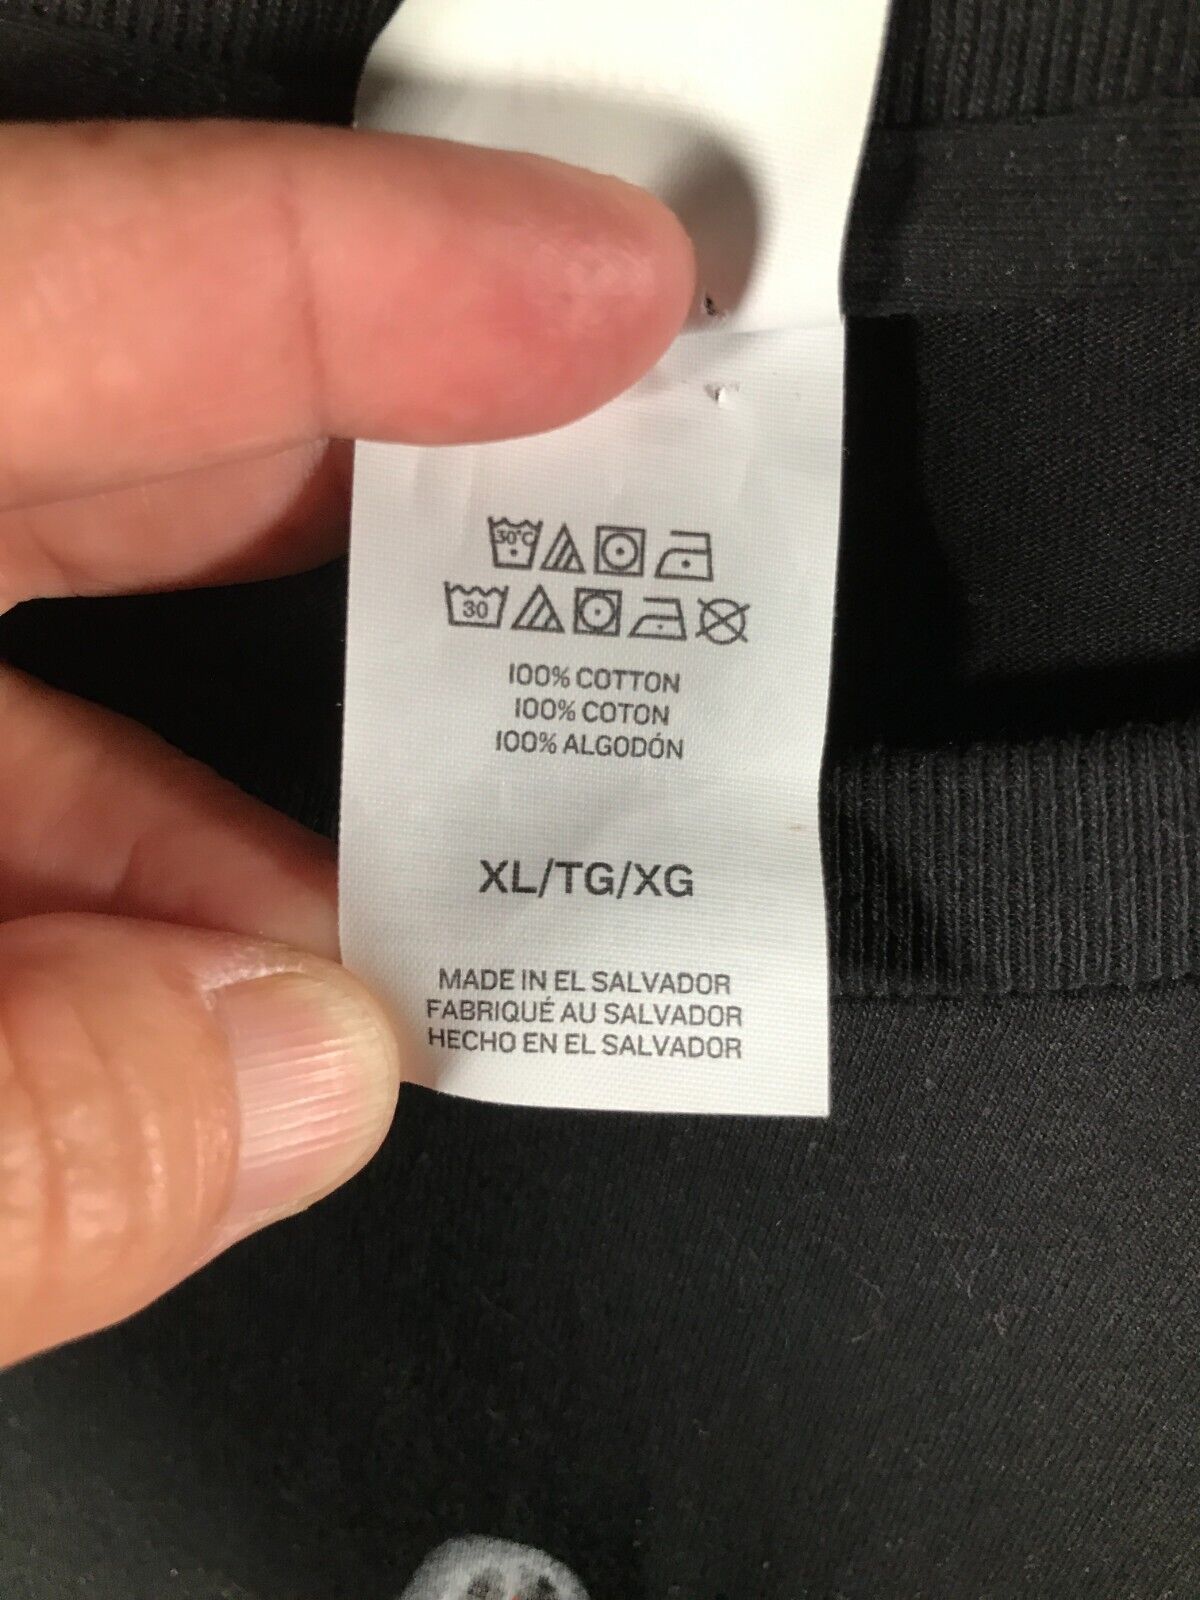 30°C
30
100% COTTON
100% COTON
100% ALGODÓN
XL/TG/XG
MADE IN EL SALVADOR
FABRIQUÉ AU SALVADOR
HECHO EN EL SALVADOR